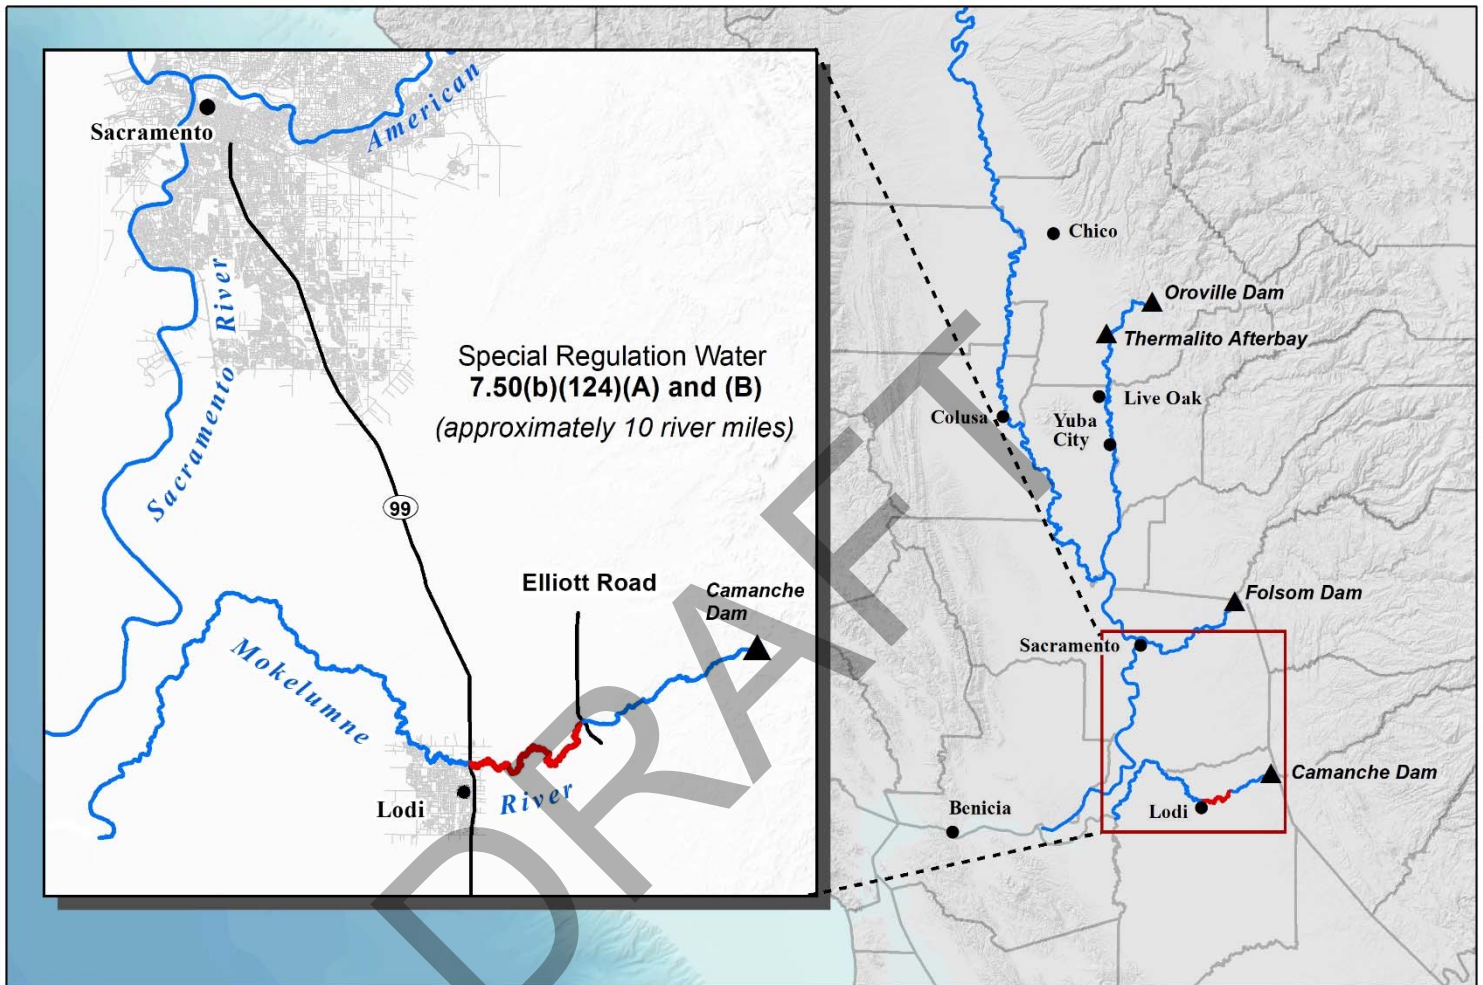 American
Sacramento
Sacramento River
Special Regulation Water
7.50(b)(124)(A) and (B)
(approximately 10 river miles)
99
Elliott Road
Camanche
Dam
Mokelumne
River
Lodi
Chico
Oroville Dam
Thermalito Afterbay
Live Oak
Colusa
Yuba
City
Folsom Dam
Sacramento
Camanche Dam
Lodi
Benicia
DRAFT